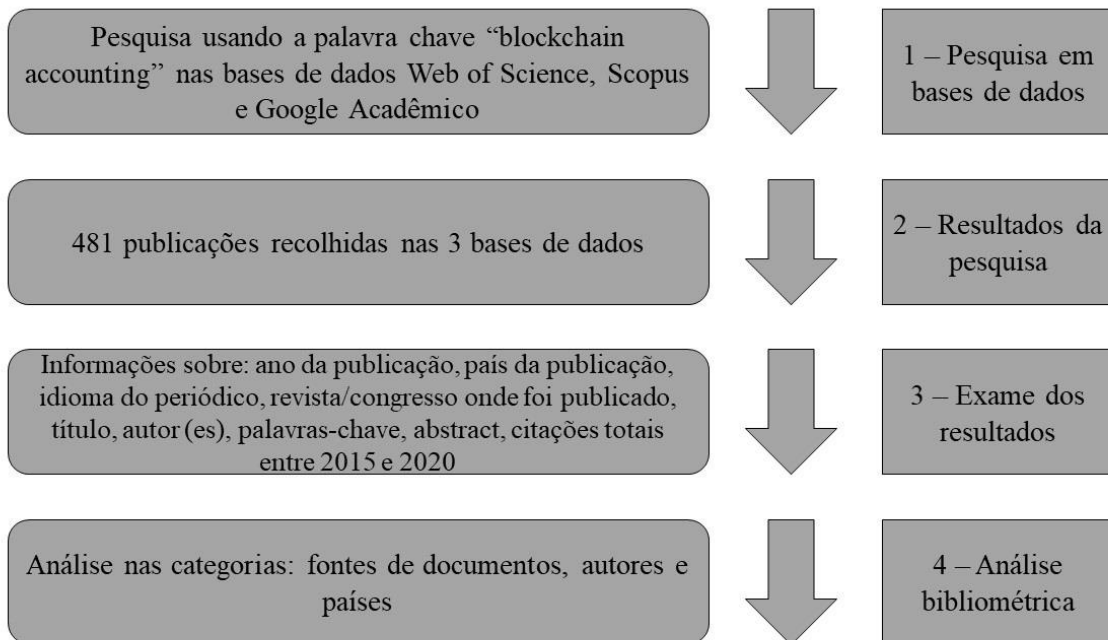 Pesquisa usando a palavra chave “blockchain
accounting” nas bases de dados Web of Science, Scopus
e Google Acadêmico
1 – Pesquisa em
bases de dados
481 publicações recolhidas nas 3 bases de dados
2 – Resultados da
pesquisa
Informações sobre: ano da publicação, país da publicação,
idioma do periódico, revista/congresso onde foi publicado,
título, autor (es), palavras-chave, abstract, citações totais
entre 2015 e 2020
3 – Exame dos
resultados
Análise nas categorias: fontes de documentos, autores e
países
4 – Análise
bibliométrica